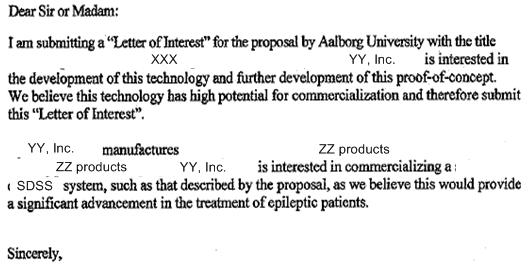 Dear Sir or Madam:
I am submitting a "Letter of Interest" for the proposal by Aalborg University with the title
XXX YY, Inc. is interested in
the development of this technology and further development of this proof-of-concept.
We believe this technology has high potential for commercialization and therefore submit
this "Letter of Interest".
YY, Inc. manufactures ZZ products
ZZ products YY, Inc. is interested in commercializing a
SDSS system, such as that described by the proposal, as we believe this would provide
a significant advancement in the treatment of epileptic patients.
Sincerely,